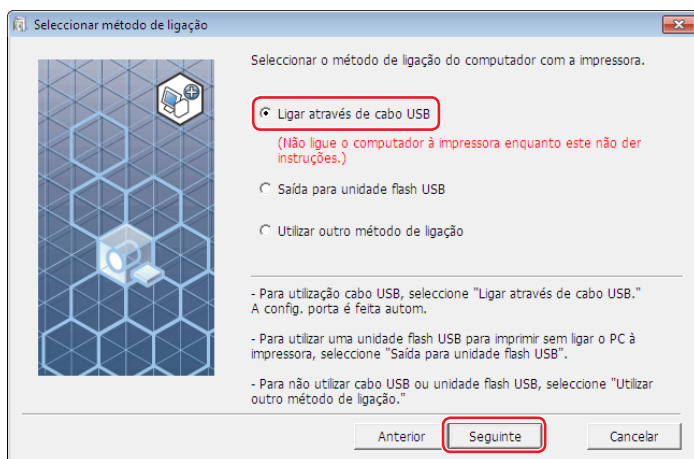 Seleccionar método de ligação
Seleccionar o método de ligação do computador com a impressora.
Ligar através de cabo USB
(Não ligue o computador à impressora enquanto este não der
instruções.)
Saída para unidade flash USB
Utilizar outro método de ligação
- Para utilização cabo USB, seleccione "Ligar através de cabo USB."
A config. porta é feita autom.
- Para utilizar uma unidade flash USB para imprimir sem ligar o PC à
impressora, seleccione "Saída para unidade flash USB".
- Para não utilizar cabo USB ou unidade flash USB, seleccione "Utilizar
outro método de ligação."
Anterior Seguinte Cancelar